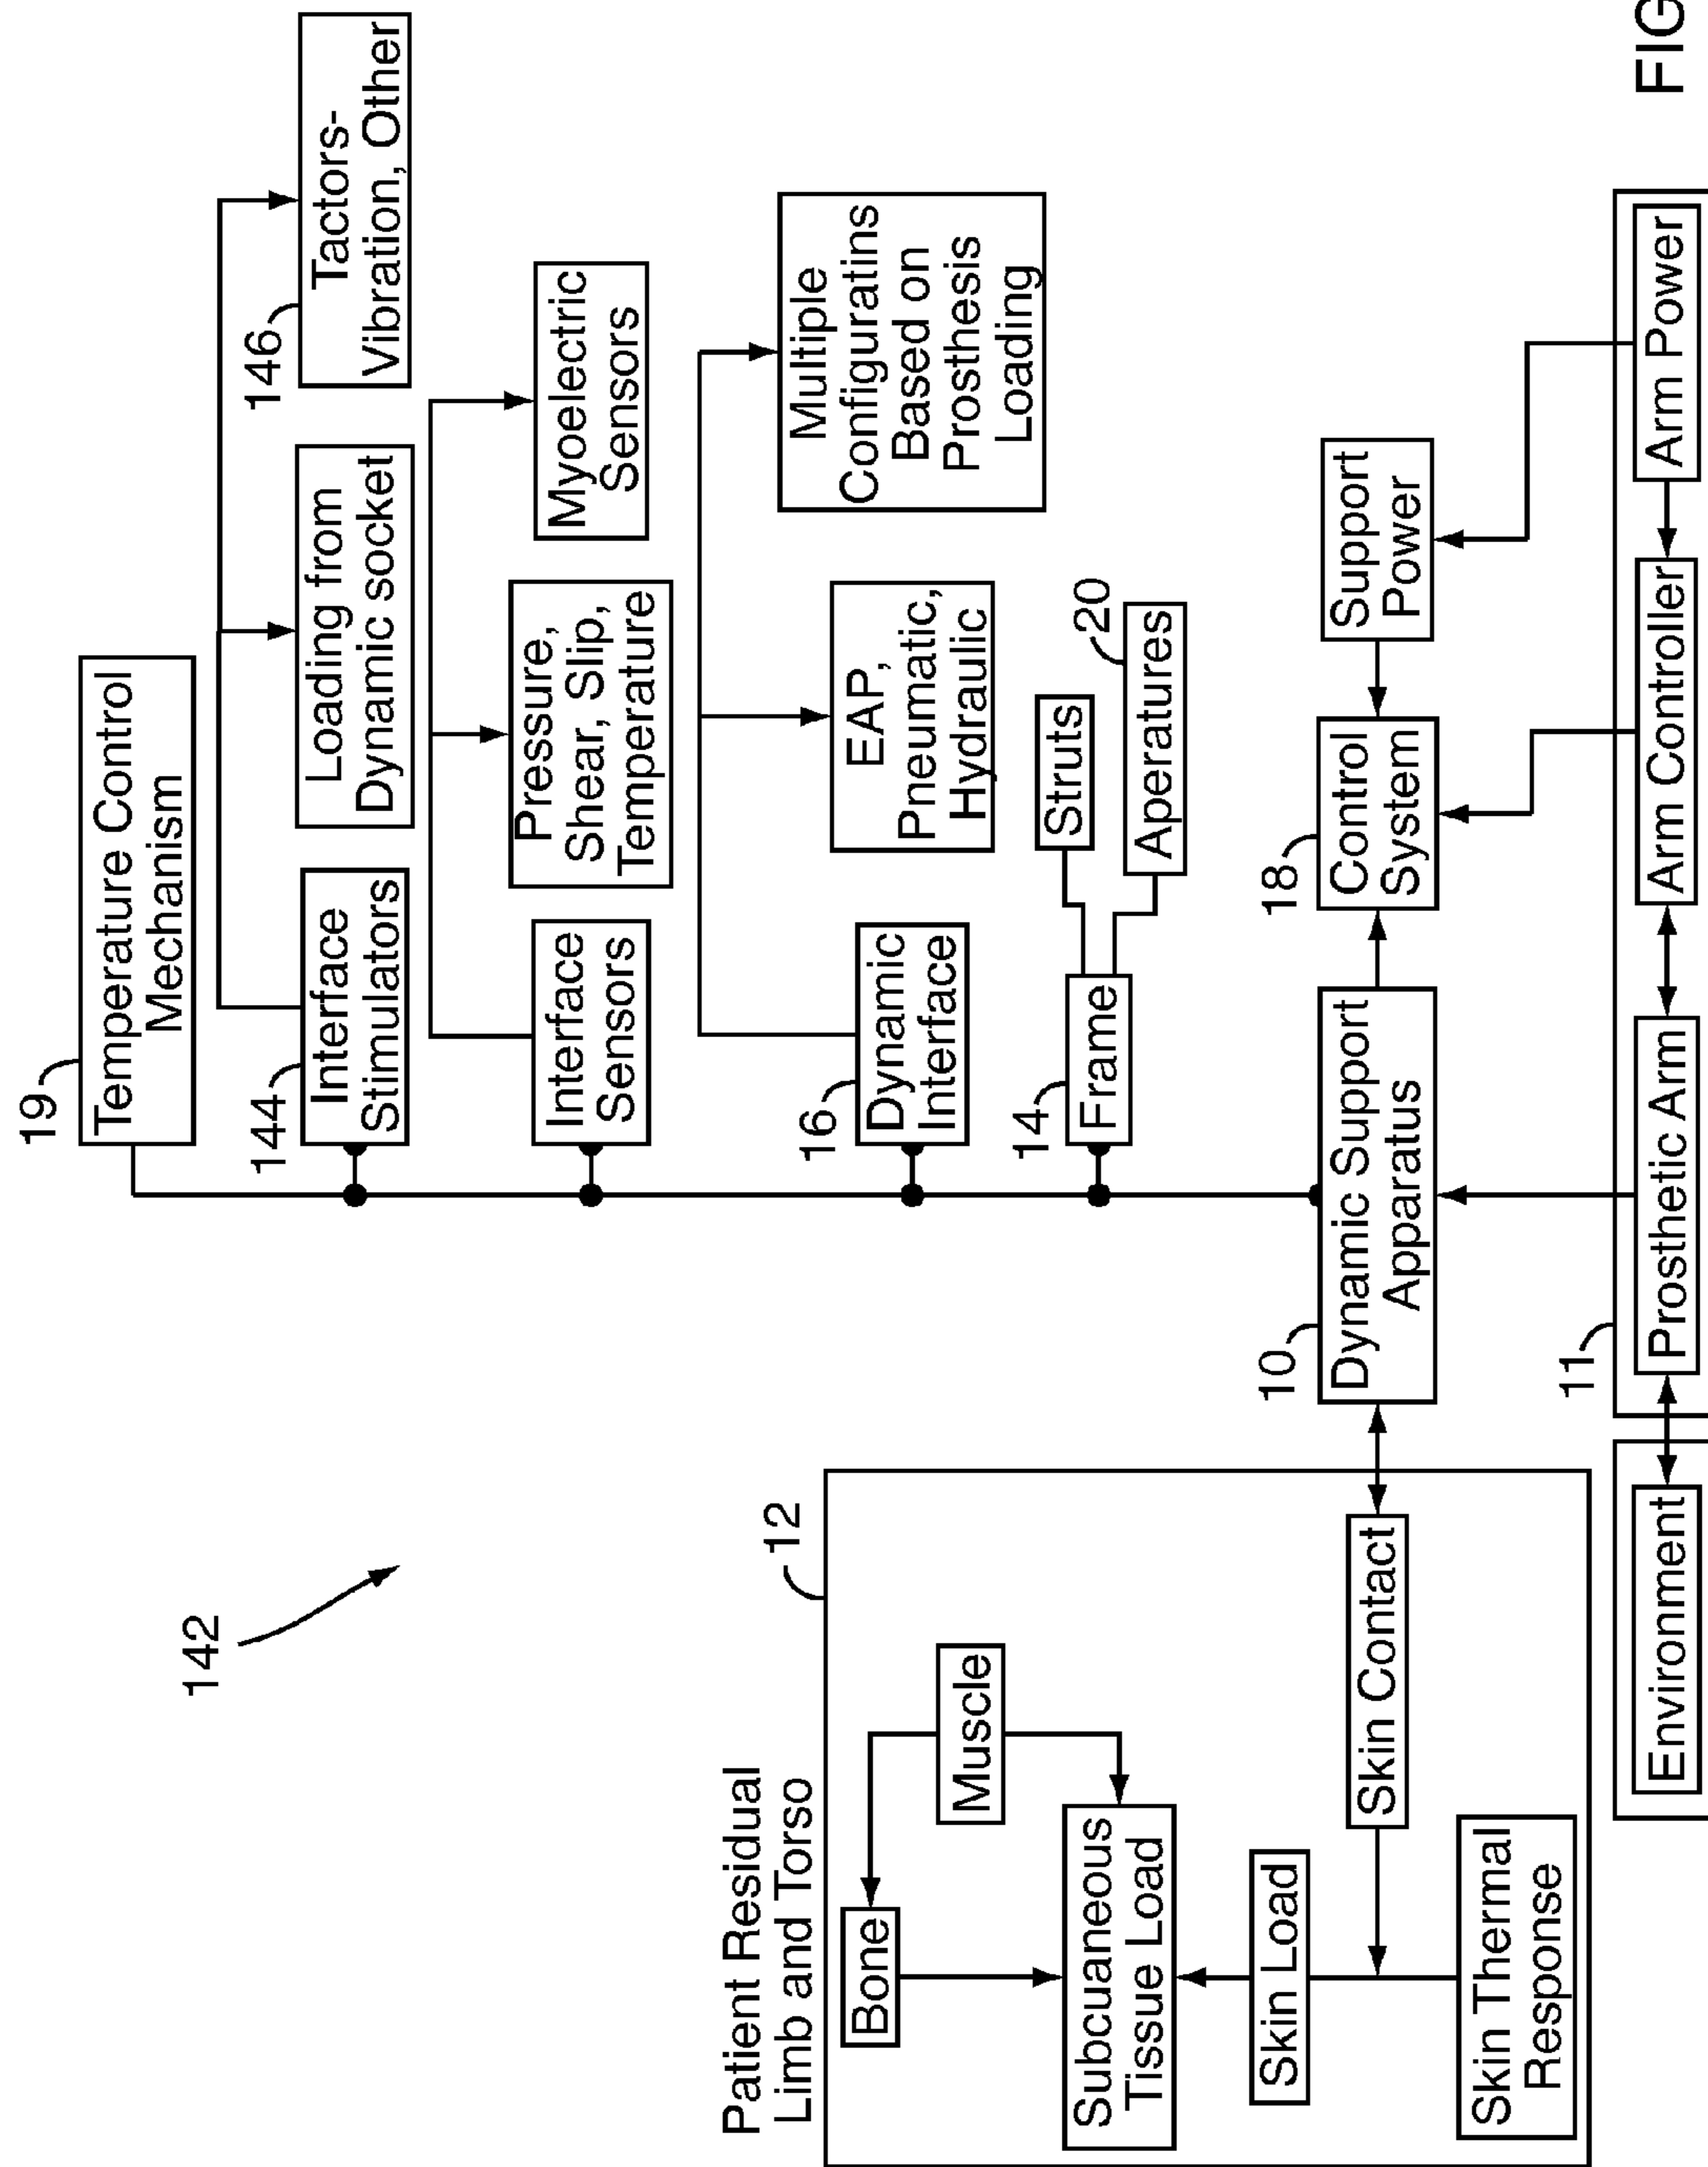 19
Temperature Control
Mechanism
144
Interface
Stimulators
Loading from
Dynamic socket
146
Tactors-
Vibration, Other
142
Interface
Sensors
Pressure,
Shear, Slip,
Temperature
Myoelectric
Sensors
16
Dynamic
Interface
EAP,
Pneumatic,
Hydraulic
Multiple
Configuratins
Based on
Prosthesis
Loading
14
Frame
Struts
20
Aperatures
Patient Residual
Limb and Torso
12
Bone
Muscle
Subcuaneous
Tissue Load
Skin Load
Skin Contact
Skin Thermal
Response
10
Dynamic Support
Apparatus
18
Control
System
Support
Power
11
Environment
Prosthetic Arm
Arm Controller
Arm Power
FIG